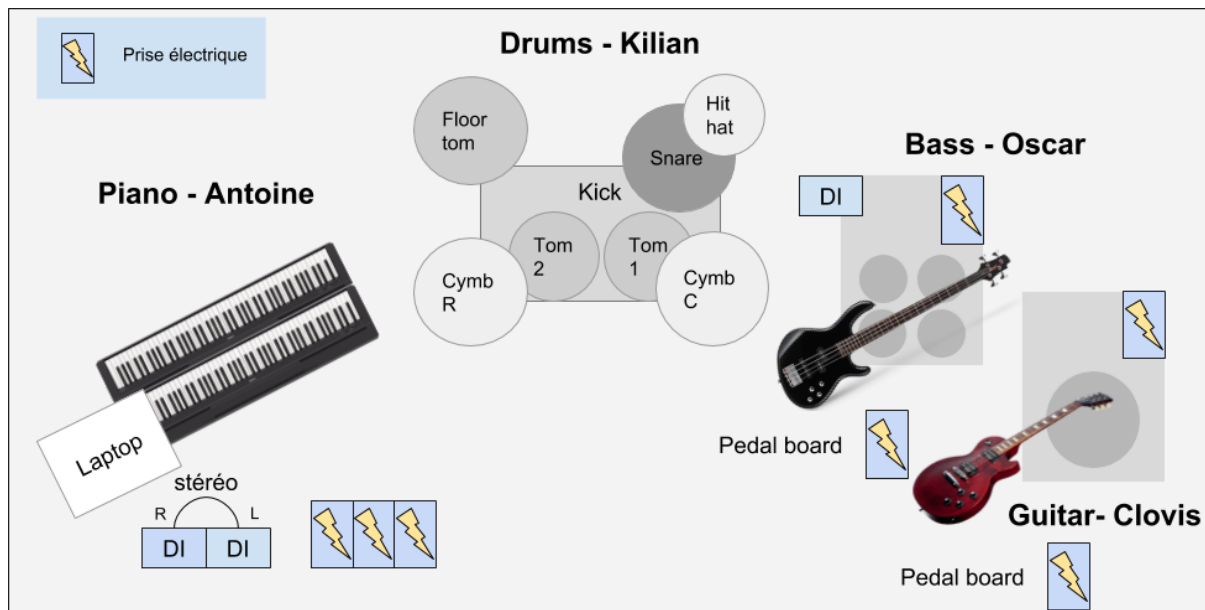 Prise électrique
Drums - Kilian
Floor
tom
Hit
hat
Snare
Kick
Tom
2
Tom
1
Cymb
R
Cymb
C
Piano - Antoine
Laptop
stéréo
R
L
DI
DI
Bass - Oscar
DI
Pedal board
Guitar- Clovis
Pedal board